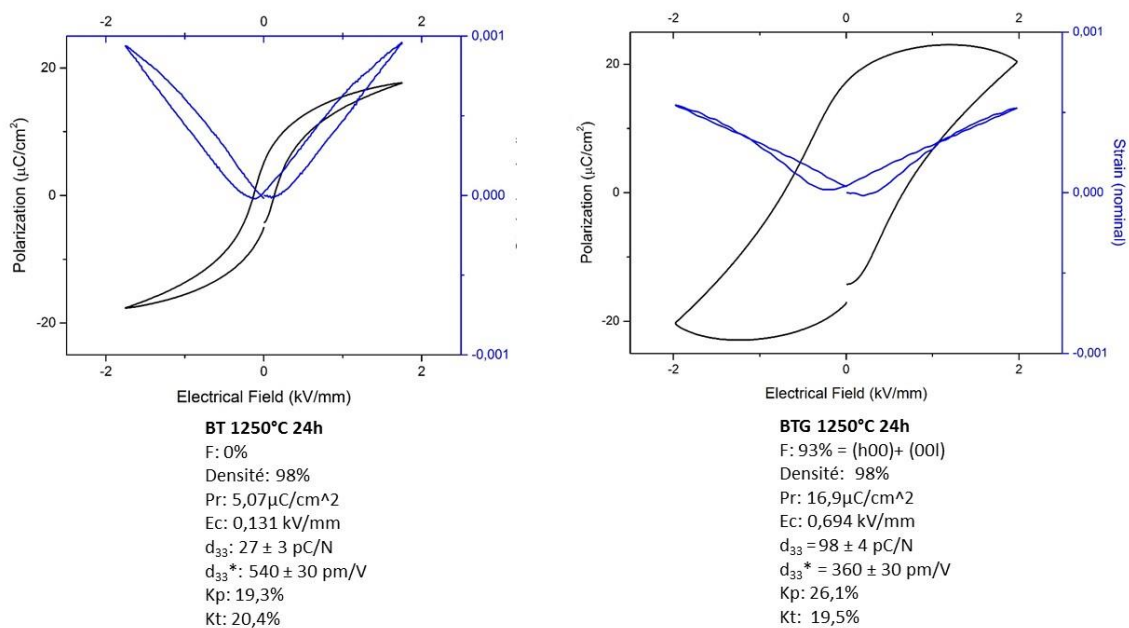 -2 0 2
0,001
20
0
-20
0,000
-0,001
Polarization (µC/cm²)
-2 0 2
Electrical Field (kV/mm)
BT 1250°C 24h
F: 0%
Densité: 98%
Pr: 5,07µC/cm^2
Ec: 0,131 kV/mm
d₃₃: 27 ± 3 pC/N
d₃₃*: 540 ± 30 pm/V
Kp: 19,3%
Kt: 20,4%
-2 0 2
0,001
20
0
-20
0,000
-0,001
Polarization (µC/cm²)
Strain (nominal)
-2 0 2
Electrical Field (kV/mm)
BTG 1250°C 24h
F: 93% = (h00)+ (00l)
Densité: 98%
Pr: 16,9µC/cm^2
Ec: 0,694 kV/mm
d₃₃ = 98 ± 4 pC/N
d₃₃* = 360 ± 30 pm/V
Kp: 26,1%
Kt: 19,5%